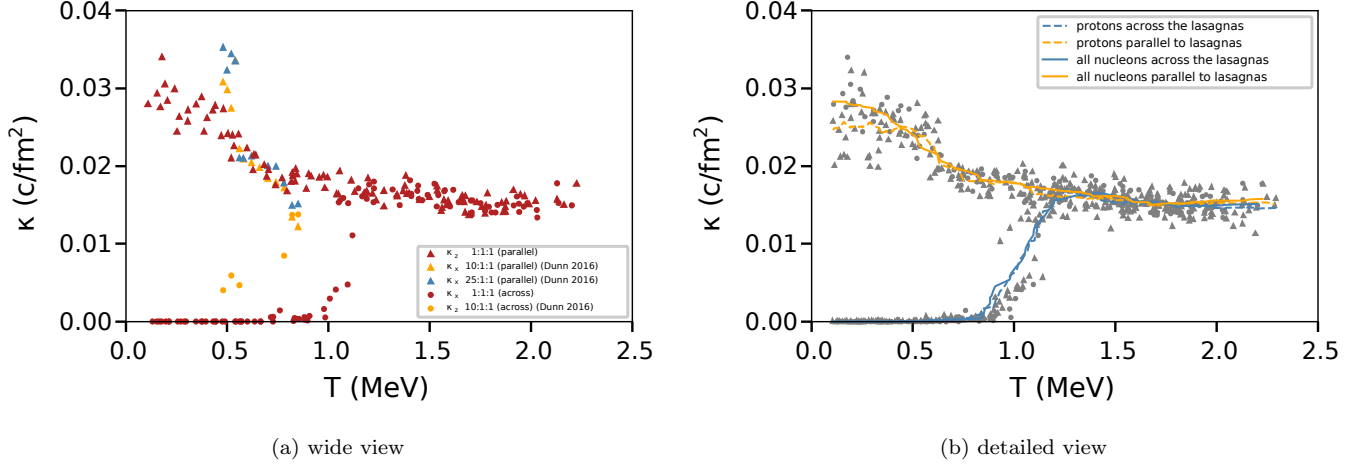 0.04
0.03
0.02
0.01
0.00
κ (c/fm²)
0.0 0.5 1.0 1.5 2.0 2.5
T (MeV)
κ z 1:1:1 (parallel)
κ x 10:1:1 (parallel) (Dunn 2016)
κ x 25:1:1 (parallel) (Dunn 2016)
κ x 1:1:1 (across)
κ z 10:1:1 (across) (Dunn 2016)
(a) wide view
0.04
0.03
0.02
0.01
0.00
κ (c/fm²)
0.0 0.5 1.0 1.5 2.0 2.5
T (MeV)
protons across the lasagnas
protons parallel to lasagnas
all nucleons across the lasagnas
all nucleons parallel to lasagnas
(b) detailed view